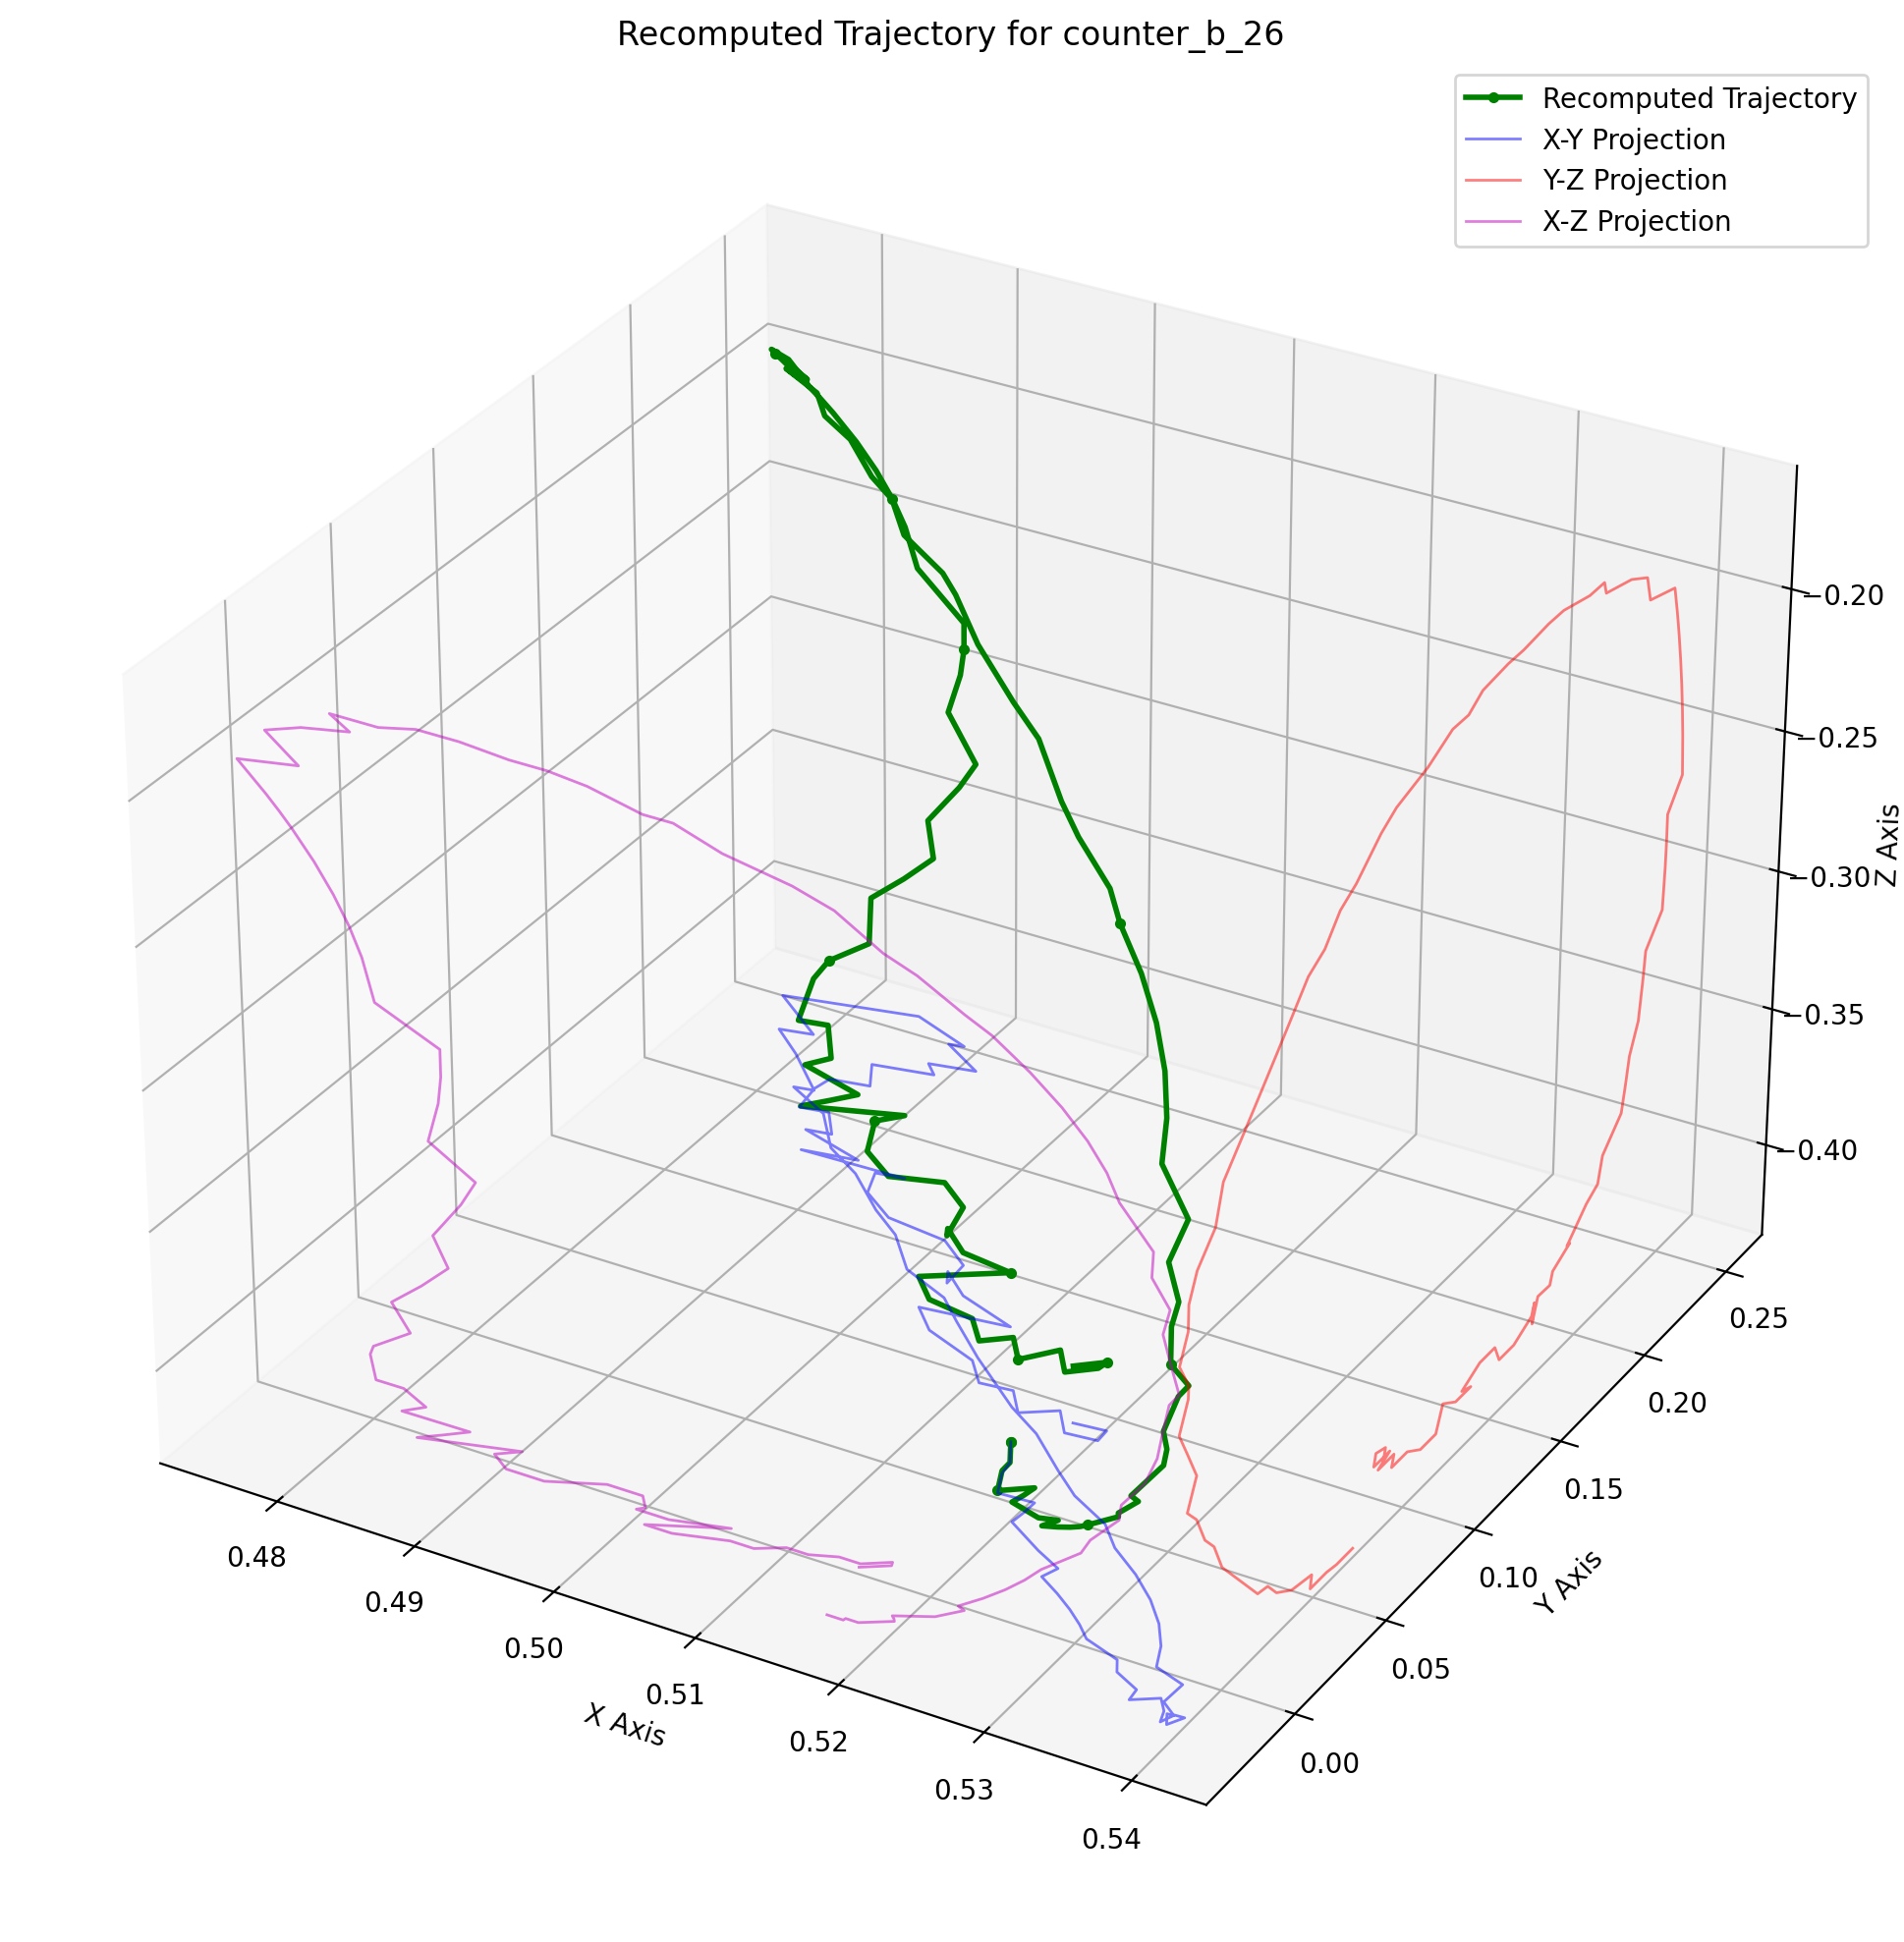 Recomputed Trajectory for counter_b_26
Recomputed Trajectory
X-Y Projection
Y-Z Projection
X-Z Projection
−0.20
−0.25
−0.30
−0.35
−0.40
Z Axis
0.25
0.20
0.15
0.10
0.05
0.00
Y Axis
0.48
0.49
0.50
0.51
0.52
0.53
0.54
X Axis